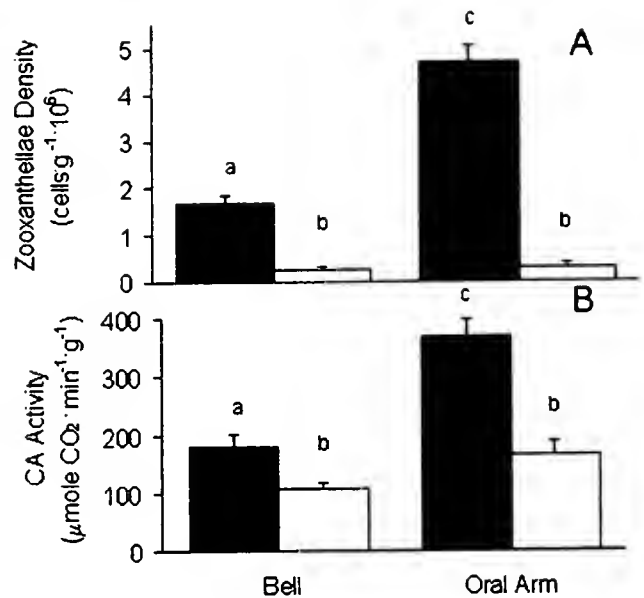 c
A
5
4
3
2
1
0
Zooxanthellae Density
(cells·g⁻¹·10⁶)
a
b
b
B
c
400
300
200
100
0
CA Activity
(μmole CO₂·min⁻¹·g⁻¹)
a
b
b
Bell
Oral Arm